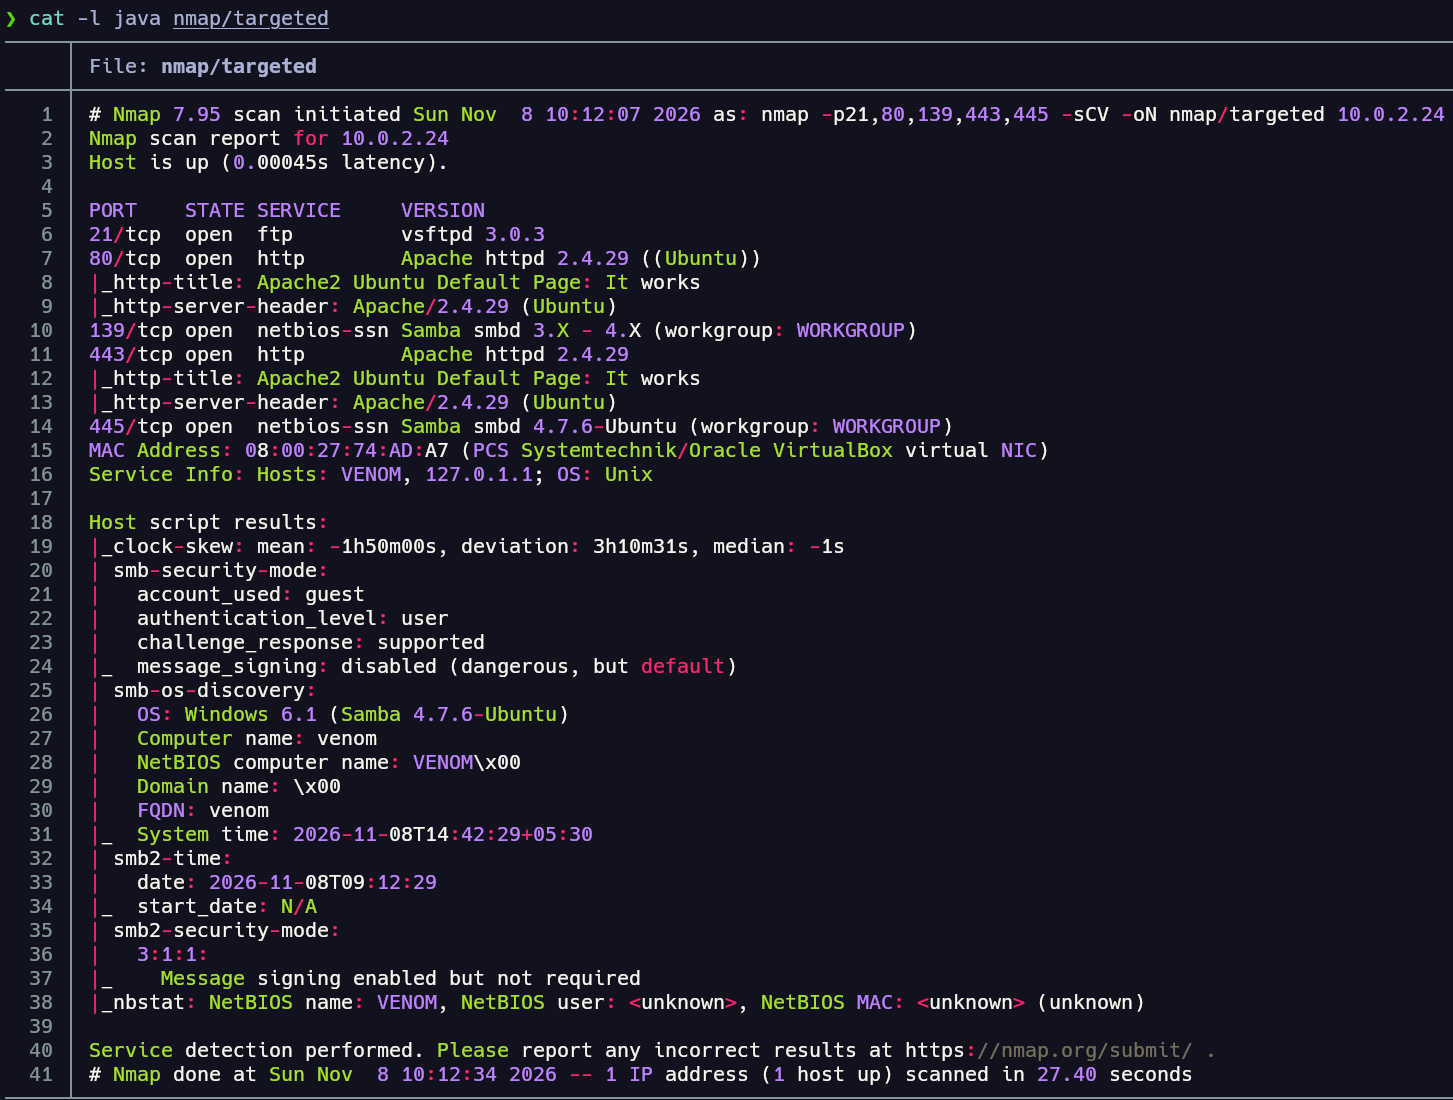 ❯ cat -l java nmap/targeted
File: nmap/targeted
1 # Nmap 7.95 scan initiated Sun Nov  8 10:12:07 2026 as: nmap -p21,80,139,443,445 -sCV -oN nmap/targeted 10.0.2.24
2 Nmap scan report for 10.0.2.24
3 Host is up (0.00045s latency).
4
5 PORT    STATE SERVICE     VERSION
6 21/tcp  open  ftp         vsftpd 3.0.3
7 80/tcp  open  http        Apache httpd 2.4.29 ((Ubuntu))
8 |_http-title: Apache2 Ubuntu Default Page: It works
9 |_http-server-header: Apache/2.4.29 (Ubuntu)
10 139/tcp open  netbios-ssn Samba smbd 3.X - 4.X (workgroup: WORKGROUP)
11 443/tcp open  http        Apache httpd 2.4.29
12 |_http-title: Apache2 Ubuntu Default Page: It works
13 |_http-server-header: Apache/2.4.29 (Ubuntu)
14 445/tcp open  netbios-ssn Samba smbd 4.7.6-Ubuntu (workgroup: WORKGROUP)
15 MAC Address: 08:00:27:74:AD:A7 (PCS Systemtechnik/Oracle VirtualBox virtual NIC)
16 Service Info: Hosts: VENOM, 127.0.1.1; OS: Unix
17
18 Host script results:
19 |_clock-skew: mean: -1h50m00s, deviation: 3h10m31s, median: -1s
20 | smb-security-mode:
21 |   account_used: guest
22 |   authentication_level: user
23 |   challenge_response: supported
24 |_  message_signing: disabled (dangerous, but default)
25 | smb-os-discovery:
26 |   OS: Windows 6.1 (Samba 4.7.6-Ubuntu)
27 |   Computer name: venom
28 |   NetBIOS computer name: VENOM\x00
29 |   Domain name: \x00
30 |   FQDN: venom
31 |_  System time: 2026-11-08T14:42:29+05:30
32 | smb2-time:
33 |   date: 2026-11-08T09:12:29
34 |_  start_date: N/A
35 | smb2-security-mode:
36 |   3:1:1:
37 |_    Message signing enabled but not required
38 |_nbstat: NetBIOS name: VENOM, NetBIOS user: <unknown>, NetBIOS MAC: <unknown> (unknown)
39
40 Service detection performed. Please report any incorrect results at https://nmap.org/submit/ .
41 # Nmap done at Sun Nov  8 10:12:34 2026 -- 1 IP address (1 host up) scanned in 27.40 seconds